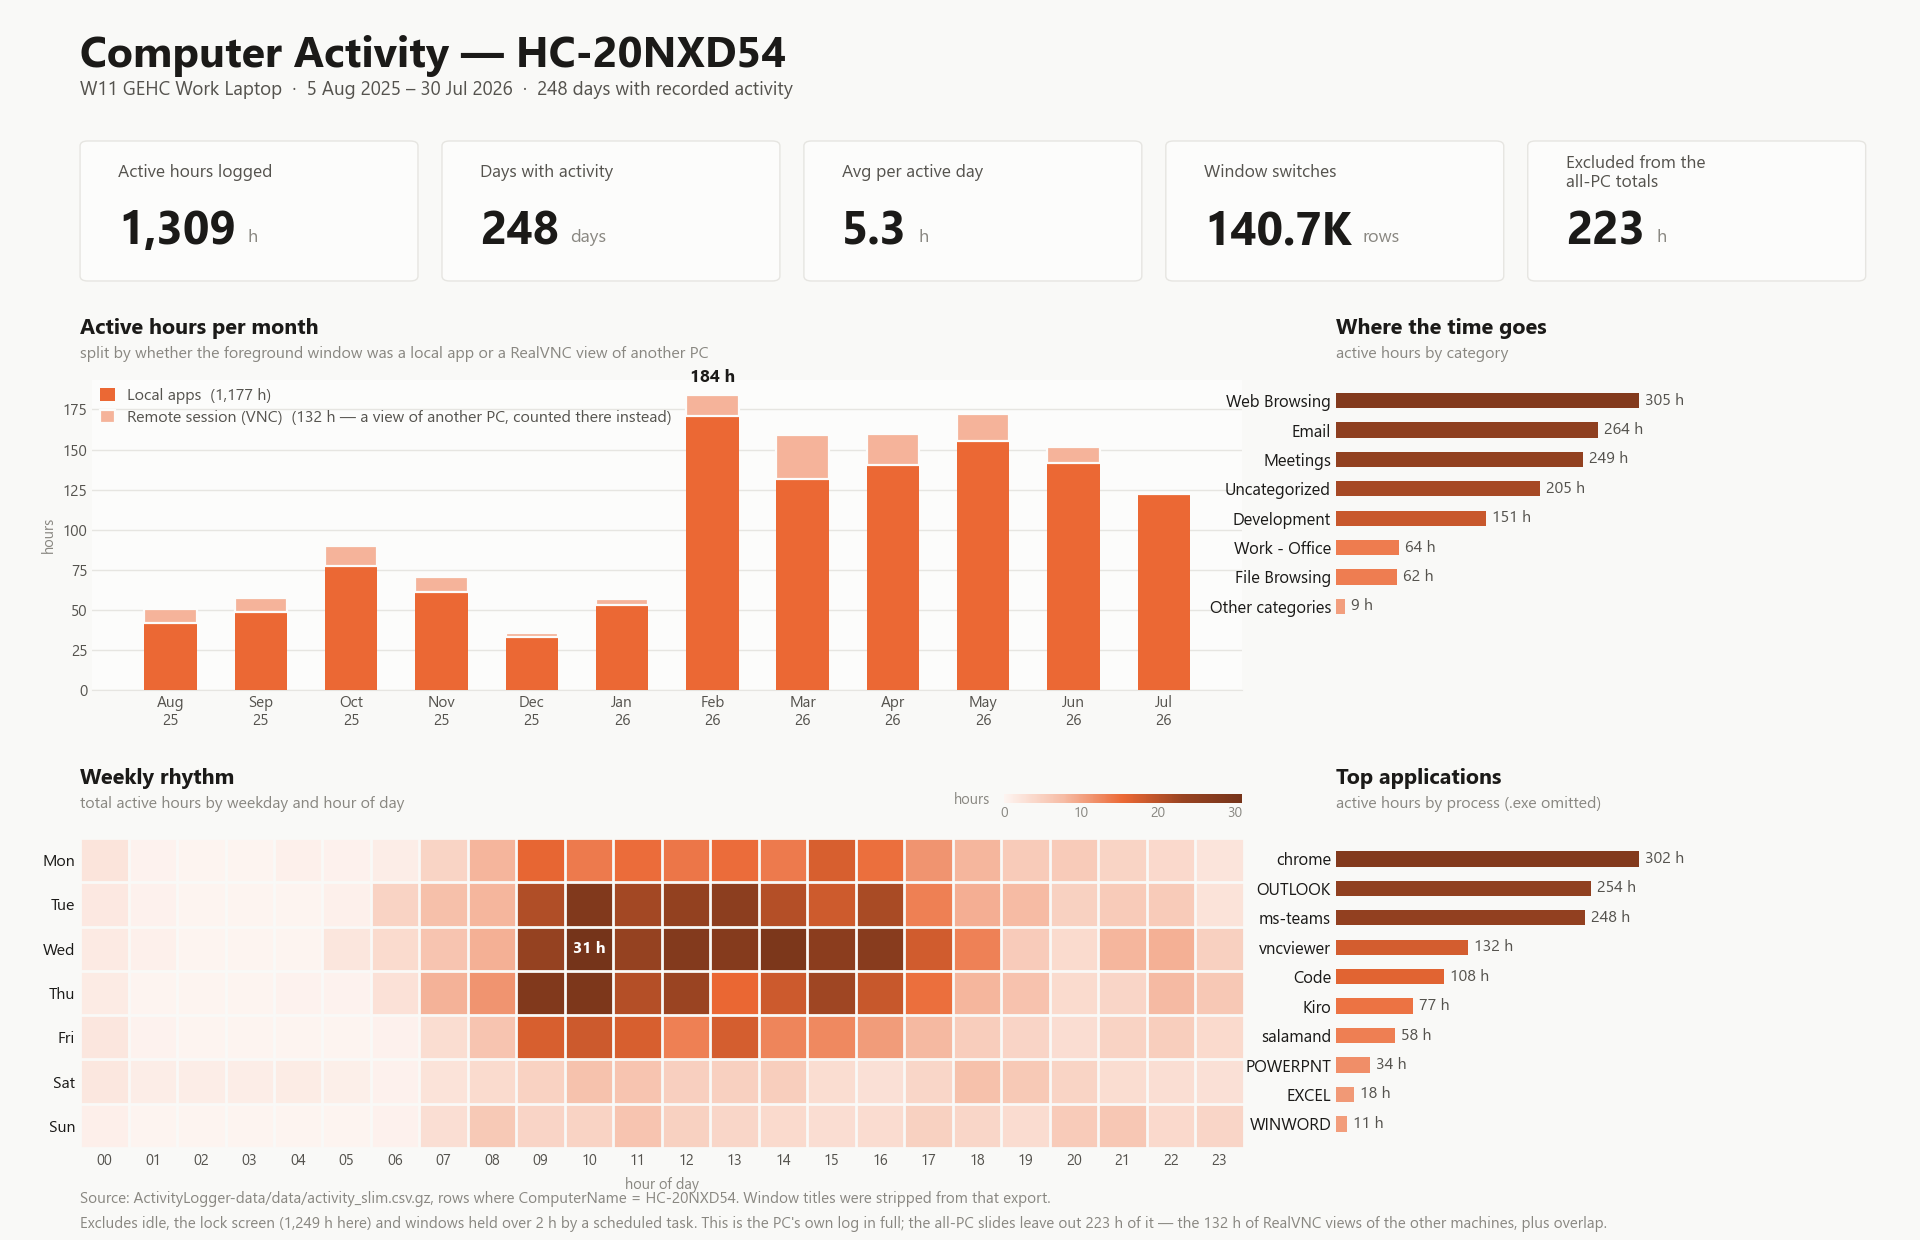 Computer Activity — HC-20NXD54
W11 GEHC Work Laptop · 5 Aug 2025 – 30 Jul 2026 · 248 days with recorded activity
Active hours logged
1,309 h
Days with activity
248 days
Avg per active day
5.3 h
Window switches
140.7K rows
Excluded from the
all-PC totals
223 h
Active hours per month
split by whether the foreground window was a local app or a RealVNC view of another PC
184 h
Local apps (1,177 h)
Remote session (VNC) (132 h — a view of another PC, counted there instead)
hours
175
150
125
100
75
50
25
0
Aug 25
Sep 25
Oct 25
Nov 25
Dec 25
Jan 26
Feb 26
Mar 26
Apr 26
May 26
Jun 26
Jul 26
Where the time goes
active hours by category
Web Browsing 305 h
Email 264 h
Meetings 249 h
Uncategorized 205 h
Development 151 h
Work - Office 64 h
File Browsing 62 h
Other categories 9 h
Weekly rhythm
total active hours by weekday and hour of day
hours
0 10 20 30
Mon
Tue
Wed
31 h
Thu
Fri
Sat
Sun
00 01 02 03 04 05 06 07 08 09 10 11 12 13 14 15 16 17 18 19 20 21 22 23
hour of day
Top applications
active hours by process (.exe omitted)
chrome 302 h
OUTLOOK 254 h
ms-teams 248 h
vncviewer 132 h
Code 108 h
Kiro 77 h
salamand 58 h
POWERPNT 34 h
EXCEL 18 h
WINWORD 11 h
Source: ActivityLogger-data/data/activity_slim.csv.gz, rows where ComputerName = HC-20NXD54. Window titles were stripped from that export.
Excludes idle, the lock screen (1,249 h here) and windows held over 2 h by a scheduled task. This is the PC's own log in full; the all-PC slides leave out 223 h of it — the 132 h of RealVNC views of the other machines, plus overlap.